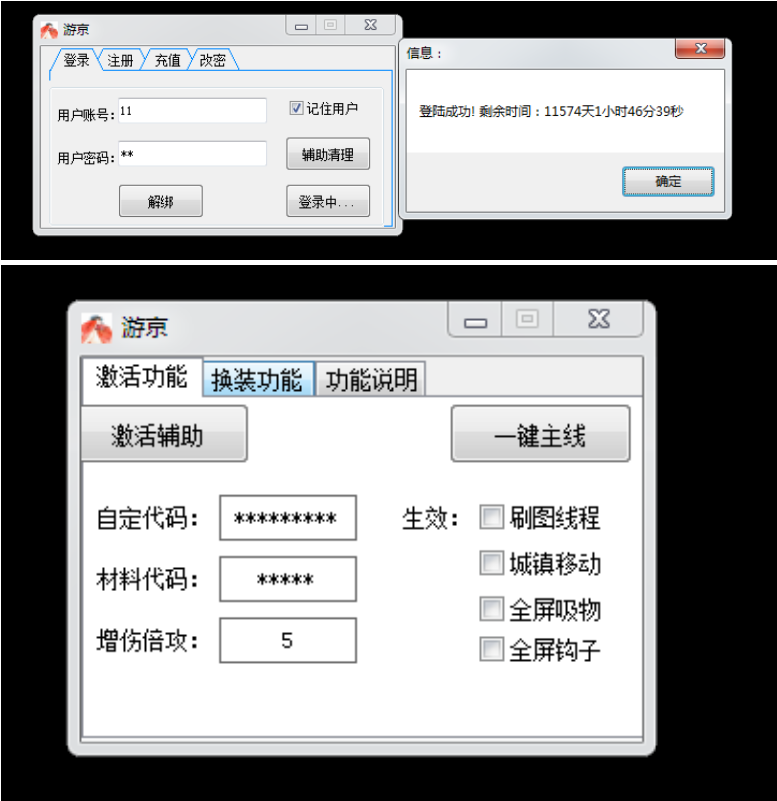 游京
登录 注册 充值 改密
用户账号: 11
记住用户
用户密码: **
辅助清理
解绑
登录中...
信息:
登陆成功! 剩余时间:11574天1小时46分39秒
确定
游京
激活功能 换装功能 功能说明
激活辅助
一键主线
自定代码: *********
生效: 刷图线程
城镇移动
材料代码: *****
全屏吸物
增伤倍攻: 5
全屏钩子